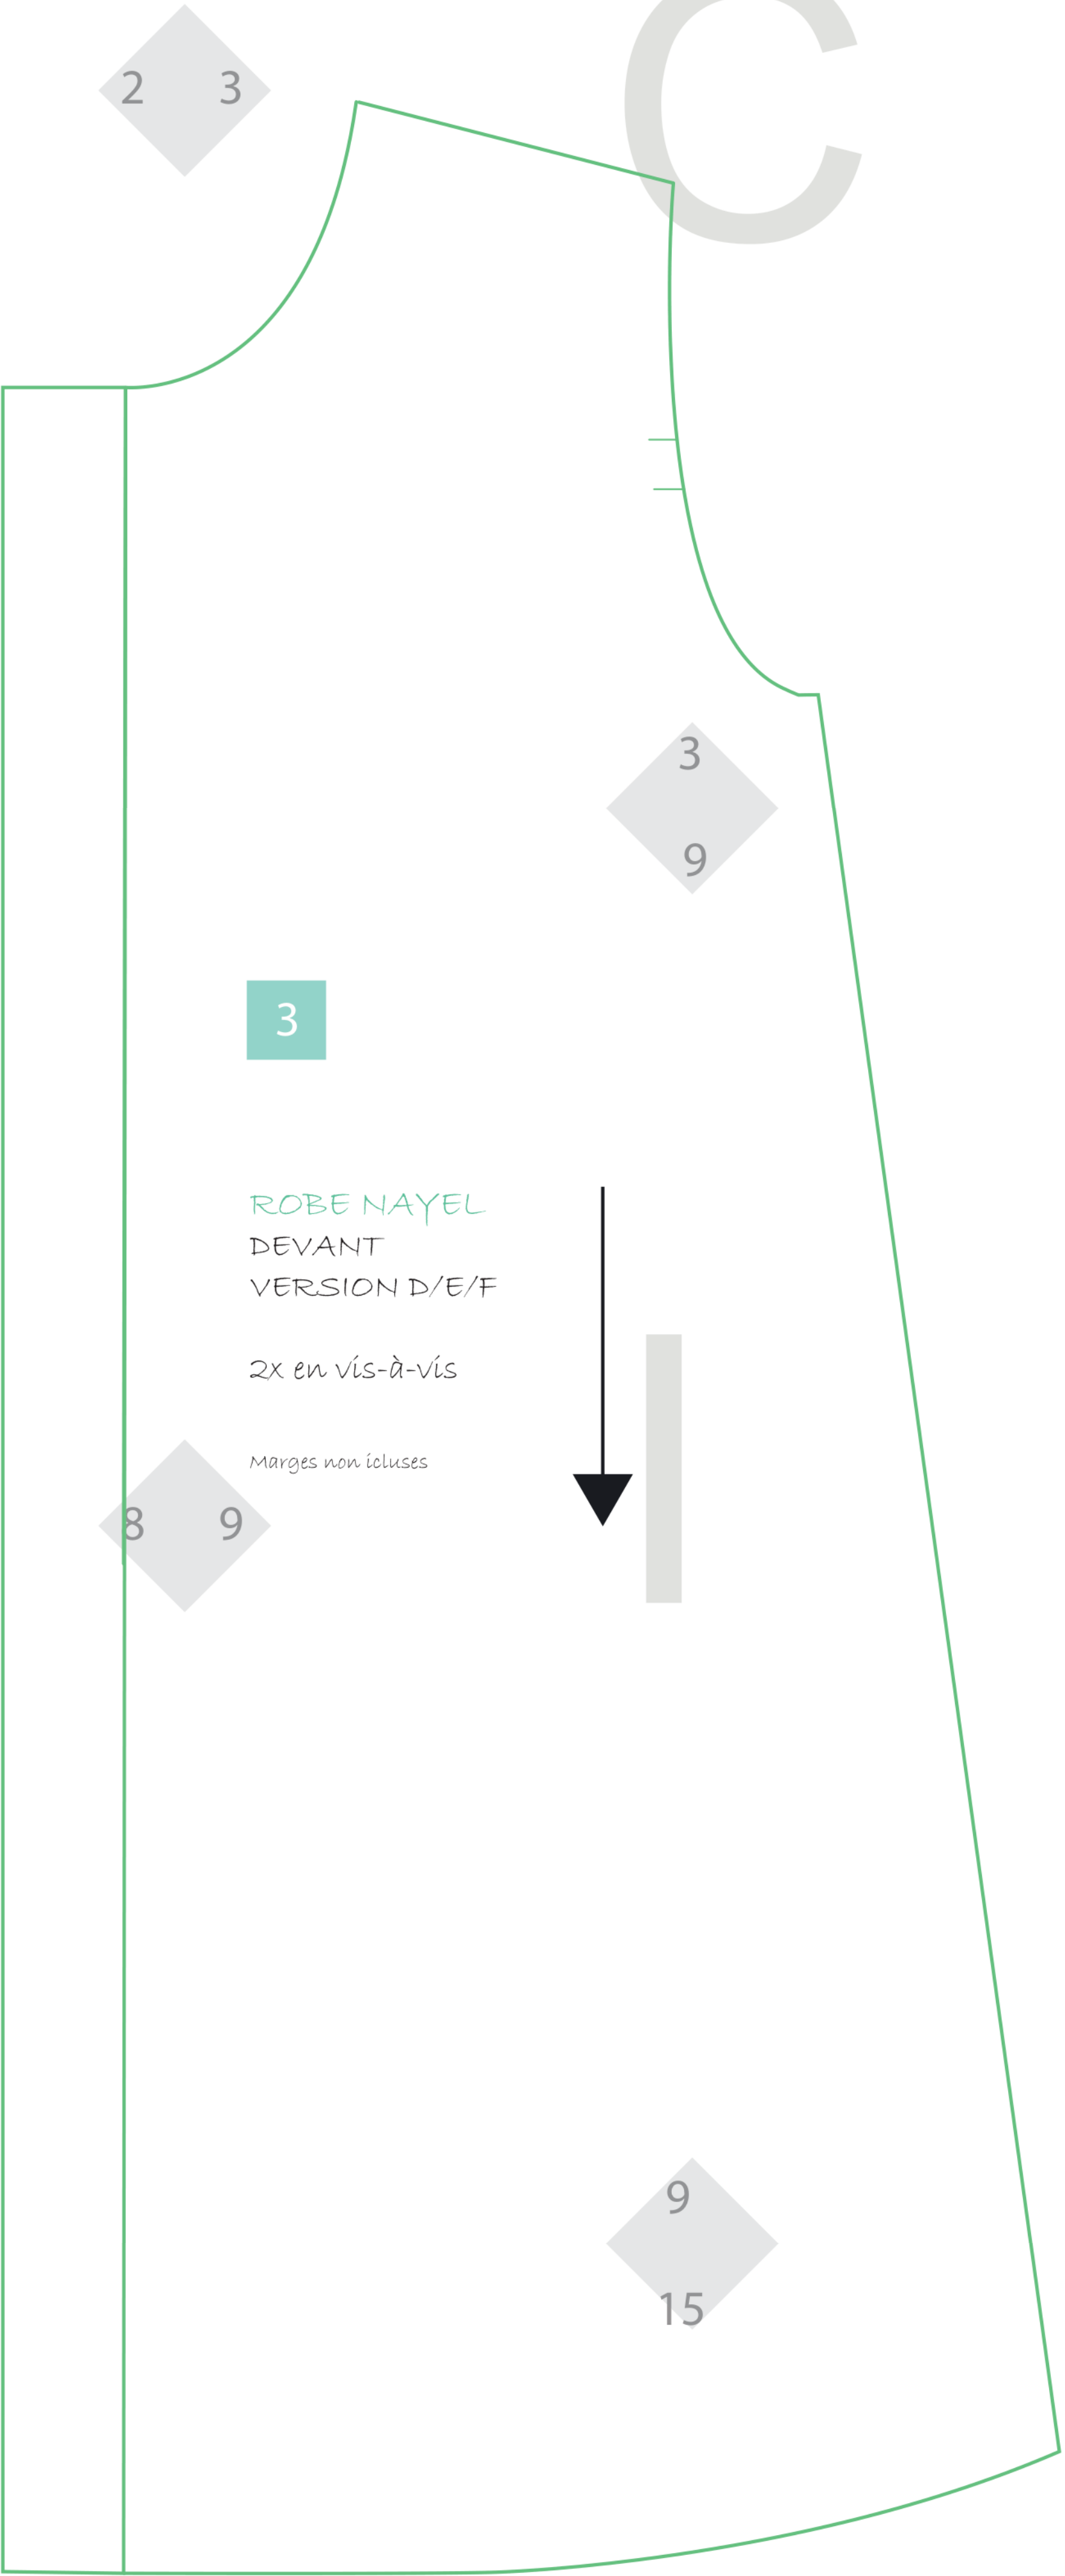 C
2 3
3
9
3
ROBE NAYEL
DEVANT
VERSION D/E/F
2x en vis-à-vis
Marges non icluses
I
8 9
9
15